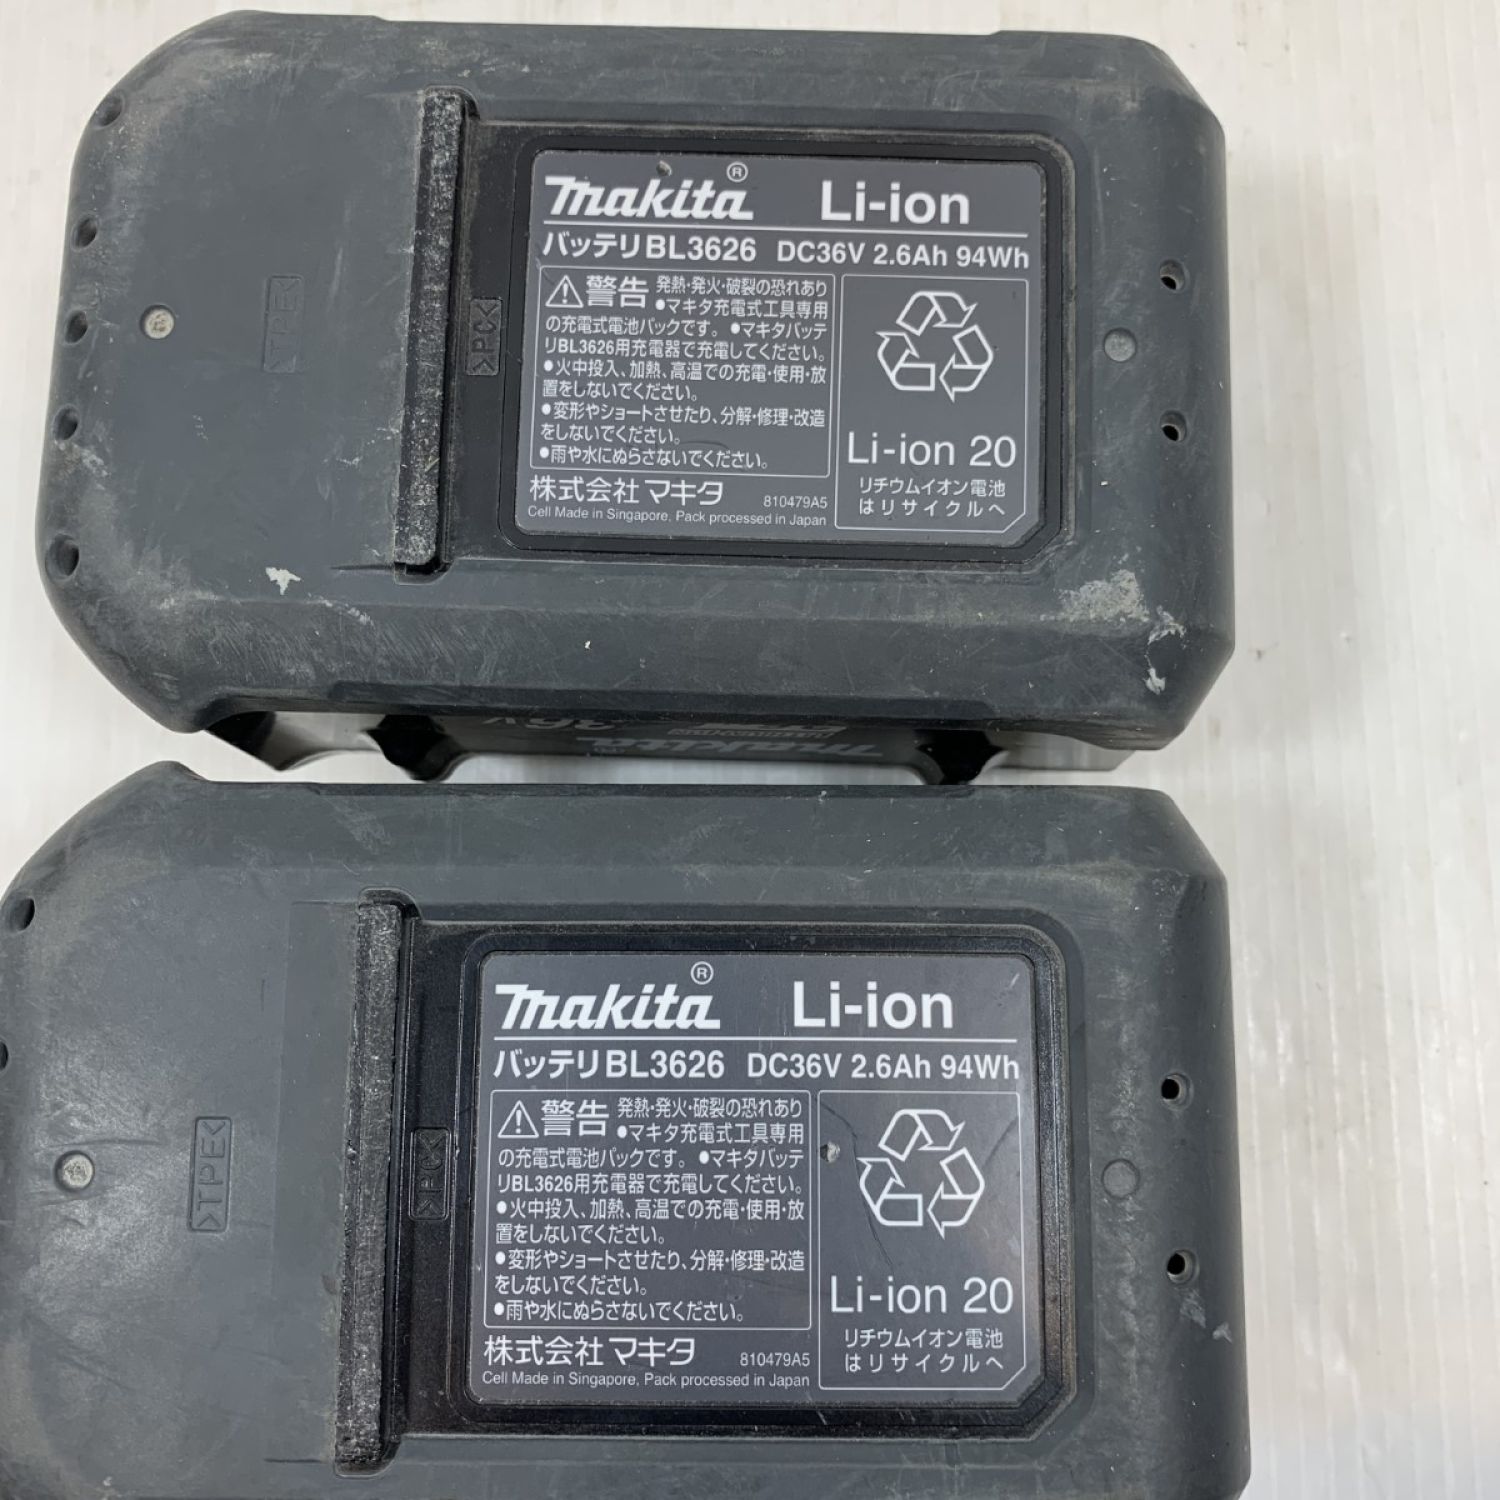 makita® Li-ion
バッテリBL3626 DC36V 2.6Ah 94Wh
警告 発熱・発火・破裂の恐れあり
●マキタ充電式工具専用
の充電式電池パックです。●マキタバッテ
リBL3626用充電器で充電してください。
●火中投入、加熱、高温での充電・使用・放
置をしないでください。
●変形やショートさせたり、分解・修理・改造
をしないでください。
●雨や水にぬらさないでください。
Li-ion 20
リチウムイオン電池
はリサイクルへ
株式会社マキタ 810479A5
Cell Made in Singapore, Pack processed in Japan
>TPE<
>PC<
makita 36V
makita® Li-ion
バッテリBL3626 DC36V 2.6Ah 94Wh
警告 発熱・発火・破裂の恐れあり
●マキタ充電式工具専用
の充電式電池パックです。●マキタバッテ
リBL3626用充電器で充電してください。
●火中投入、加熱、高温での充電・使用・放
置をしないでください。
●変形やショートさせたり、分解・修理・改造
をしないでください。
●雨や水にぬらさないでください。
Li-ion 20
リチウムイオン電池
はリサイクルへ
株式会社マキタ 810479A5
Cell Made in Singapore, Pack processed in Japan
>TPE<
>PC<